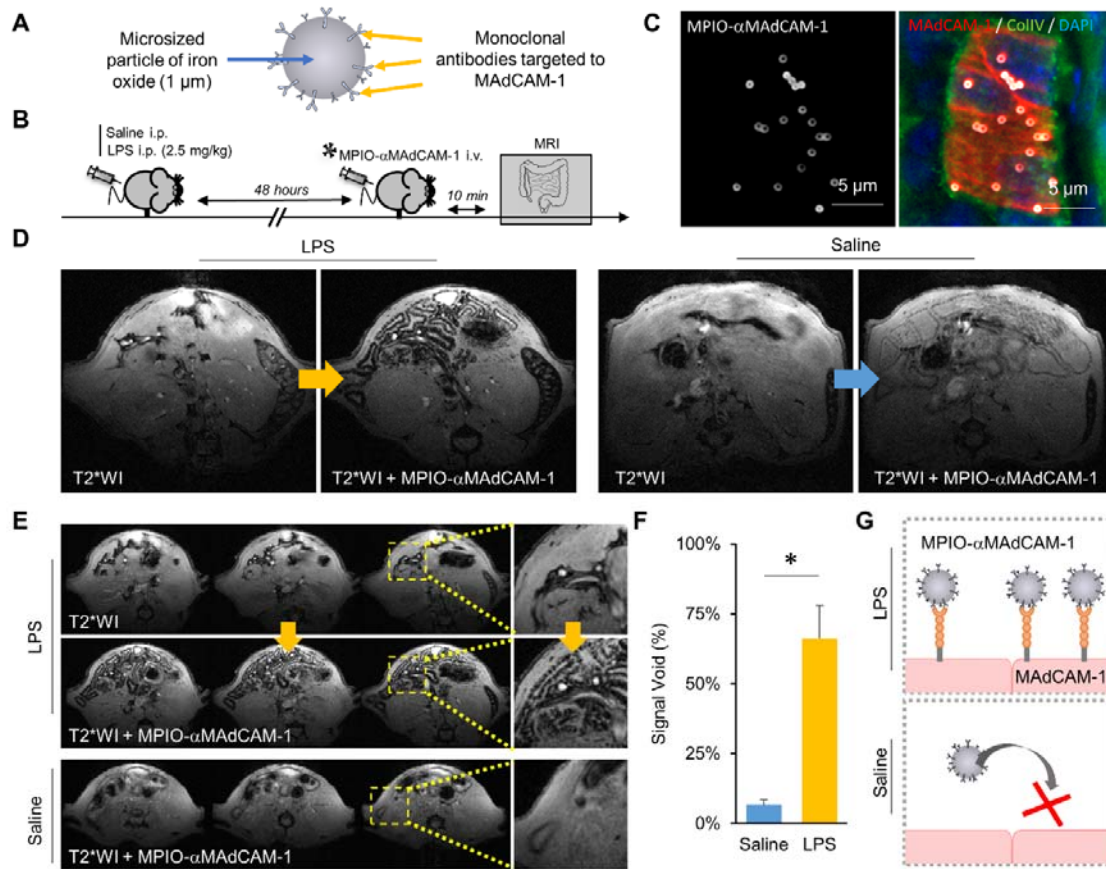 A
Microsized
particle of iron
oxide (1 µm)
Monoclonal
antibodies targeted to
MAdCAM-1
B
Saline i.p.
LPS i.p. (2.5 mg/kg)
48 hours
MPIO-αMAdCAM-1 i.v.
10 min
MRI
C
MPIO-αMAdCAM-1
5 µm
MAdCAM-1 / ColIV / DAPI
5 µm
D
LPS
Saline
T2*WI
T2*WI + MPIO-αMAdCAM-1
T2*WI
T2*WI + MPIO-αMAdCAM-1
E
LPS
T2*WI
T2*WI + MPIO-αMAdCAM-1
Saline
T2*WI + MPIO-αMAdCAM-1
F
Signal Void (%)
100%
75%
50%
25%
0%
*
Saline
LPS
G
LPS
MPIO-αMAdCAM-1
MAdCAM-1
Saline